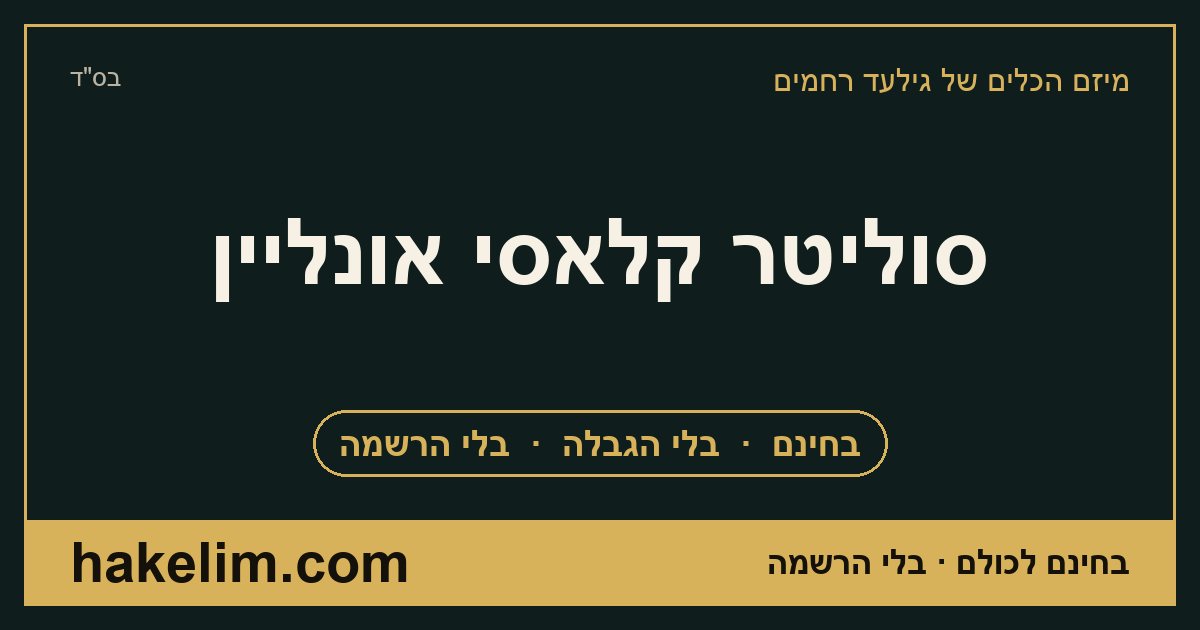 מיזם הכלים של גילעד רחמים
בס"ד
סוליטר קלאסי אונליין
בחינם · בלי הגבלה · בלי הרשמה
בחינם לכולם · בלי הרשמה
hakelim.com